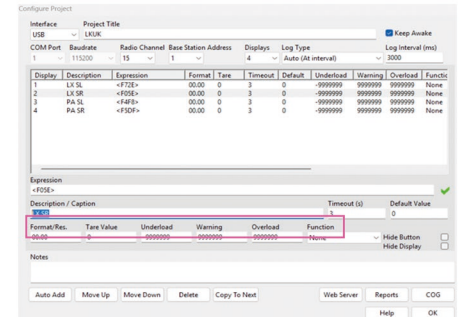 Configure Project
Interface Project Title
USB LKUK Keep Awake
COM Port Baudrate Radio Channel Base Station Address Displays Log Type Log Interval (ms)
1 115200 15 1 4 Auto (At interval) 3000
Display Description Expression Format Tare Timeout Default Underload Warning Overload Functic
1 LX SL <F72E> 00.00 0 3 0 -9999999 9999999 9999999 None
2 LX SR <F05E> 00.00 0 3 0 -9999999 9999999 9999999 None
3 PA SL <F4F8> 00.00 0 3 0 -9999999 9999999 9999999 None
4 PA SR <F5DF> 00.00 0 3 0 -9999999 9999999 9999999 None
Expression
<F05E>
Description / Caption Timeout (s) Default Value
LX SR 3 0
Format/Res. Tare Value Underload Warning Overload Function
00.00 0 -9999999 9999999 9999999 None Hide Button
Hide Display
Notes
Auto Add Move Up Move Down Delete Copy To Next Web Server Reports COG
Help OK